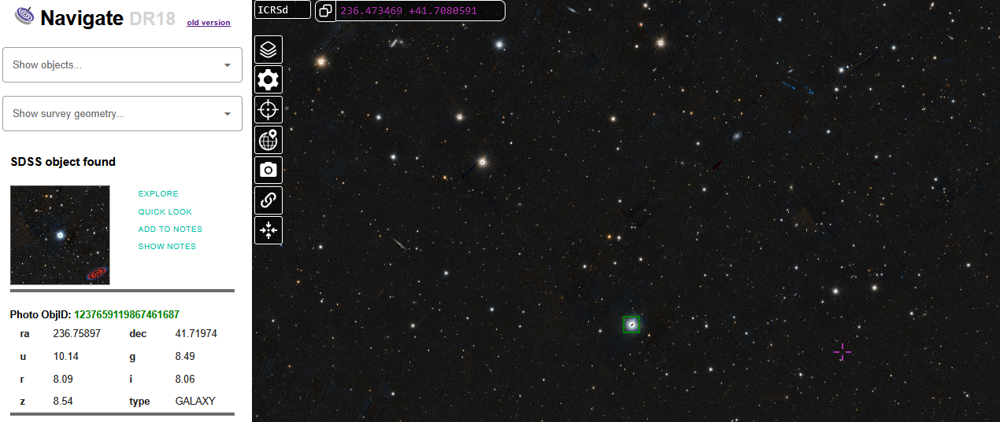 Navigate DR18 old version
Show objects...
Show survey geometry...
SDSS object found
EXPLORE
QUICK LOOK
ADD TO NOTES
SHOW NOTES
Photo ObjID: 1237659119867461687
ra 236.75897 dec 41.71974
u 10.14 g 8.49
r 8.09 i 8.06
z 8.54 type GALAXY
ICRSd 236.473469 +41.7080591